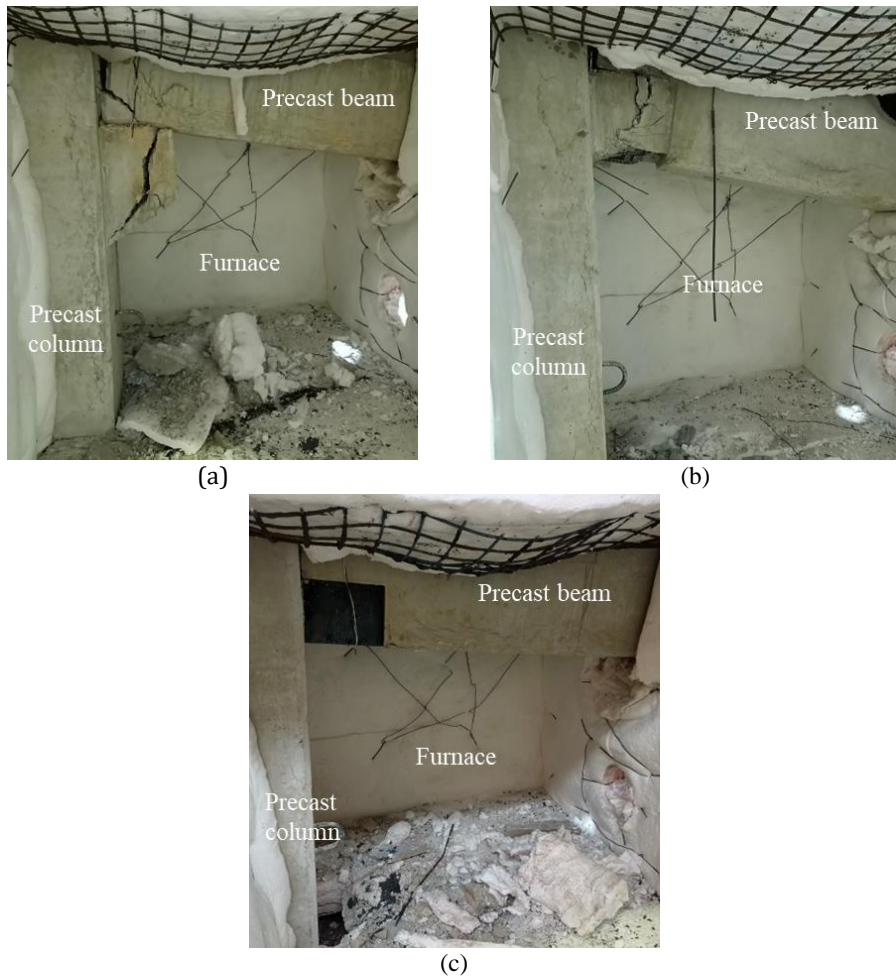 Precast beam
Furnace
Precast
column
(a)
Precast beam
Furnace
Precast
column
(b)
Precast beam
Furnace
Precast
column
(c)